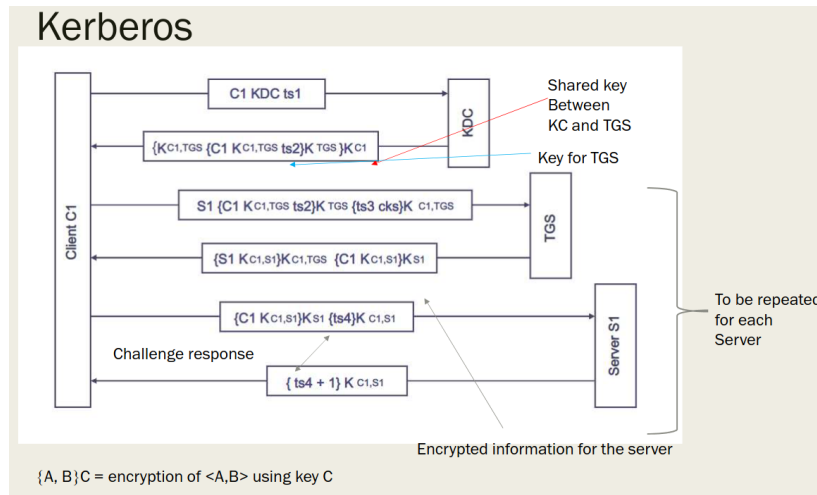 Kerberos
C1 KDC ts1
KDC
Shared key
Between
KC and TGS
{KC1,TGS {C1 KC1,TGS ts2}K TGS }KC1
Key for TGS
Client C1
S1 {C1 KC1,TGS ts2}K TGS {ts3 cks}K C1,TGS
TGS
{S1 KC1,S1}KC1,TGS {C1 KC1,S1}KS1
{C1 KC1,S1}KS1 {ts4}K C1,S1
Server S1
To be repeated
for each
Server
Challenge response
{ ts4 + 1} K C1,S1
Encrypted information for the server
{A, B}C = encryption of <A,B> using key C